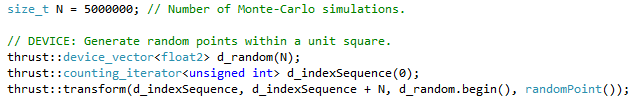 size_t N = 5000000; // Number of Monte-Carlo simulations.
// DEVICE: Generate random points within a unit square.
thrust::device_vector<float2> d_random(N);
thrust::counting_iterator<unsigned int> d_indexSequence(0);
thrust::transform(d_indexSequence, d_indexSequence + N, d_random.begin(), randomPoint());